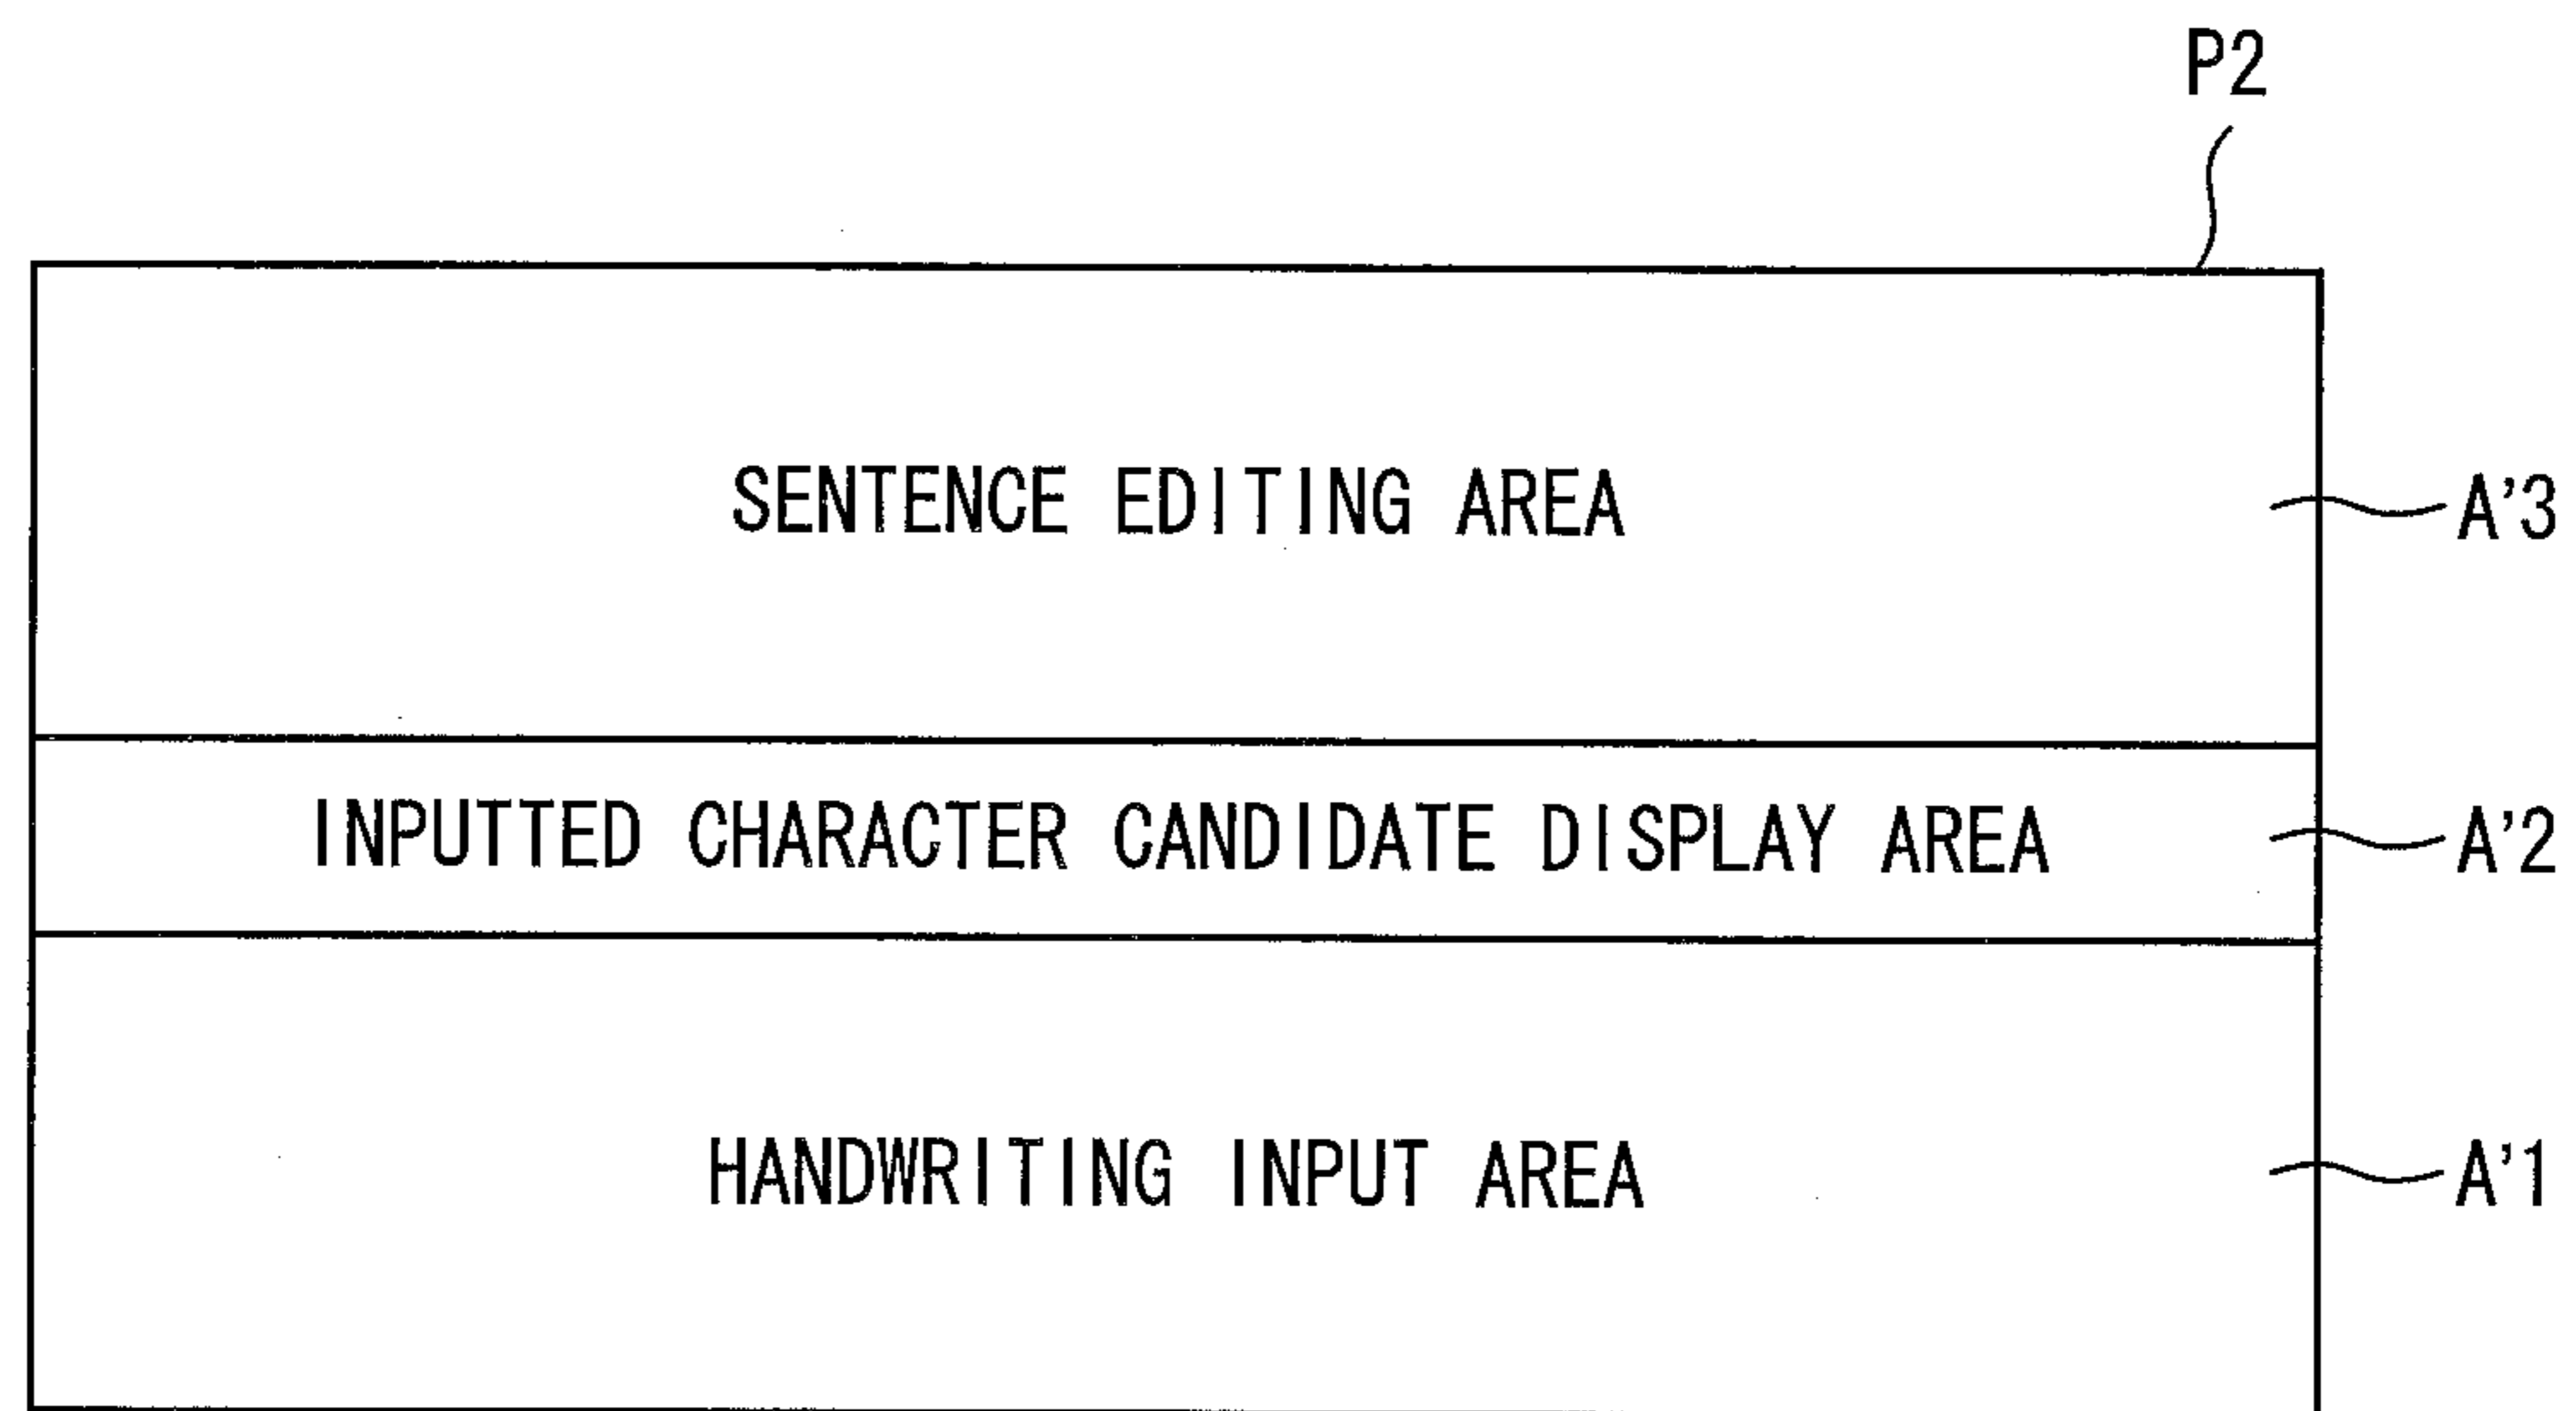 P2
SENTENCE EDITING AREA
A'3
INPUTTED CHARACTER CANDIDATE DISPLAY AREA
A'2
HANDWRITING INPUT AREA
A'1